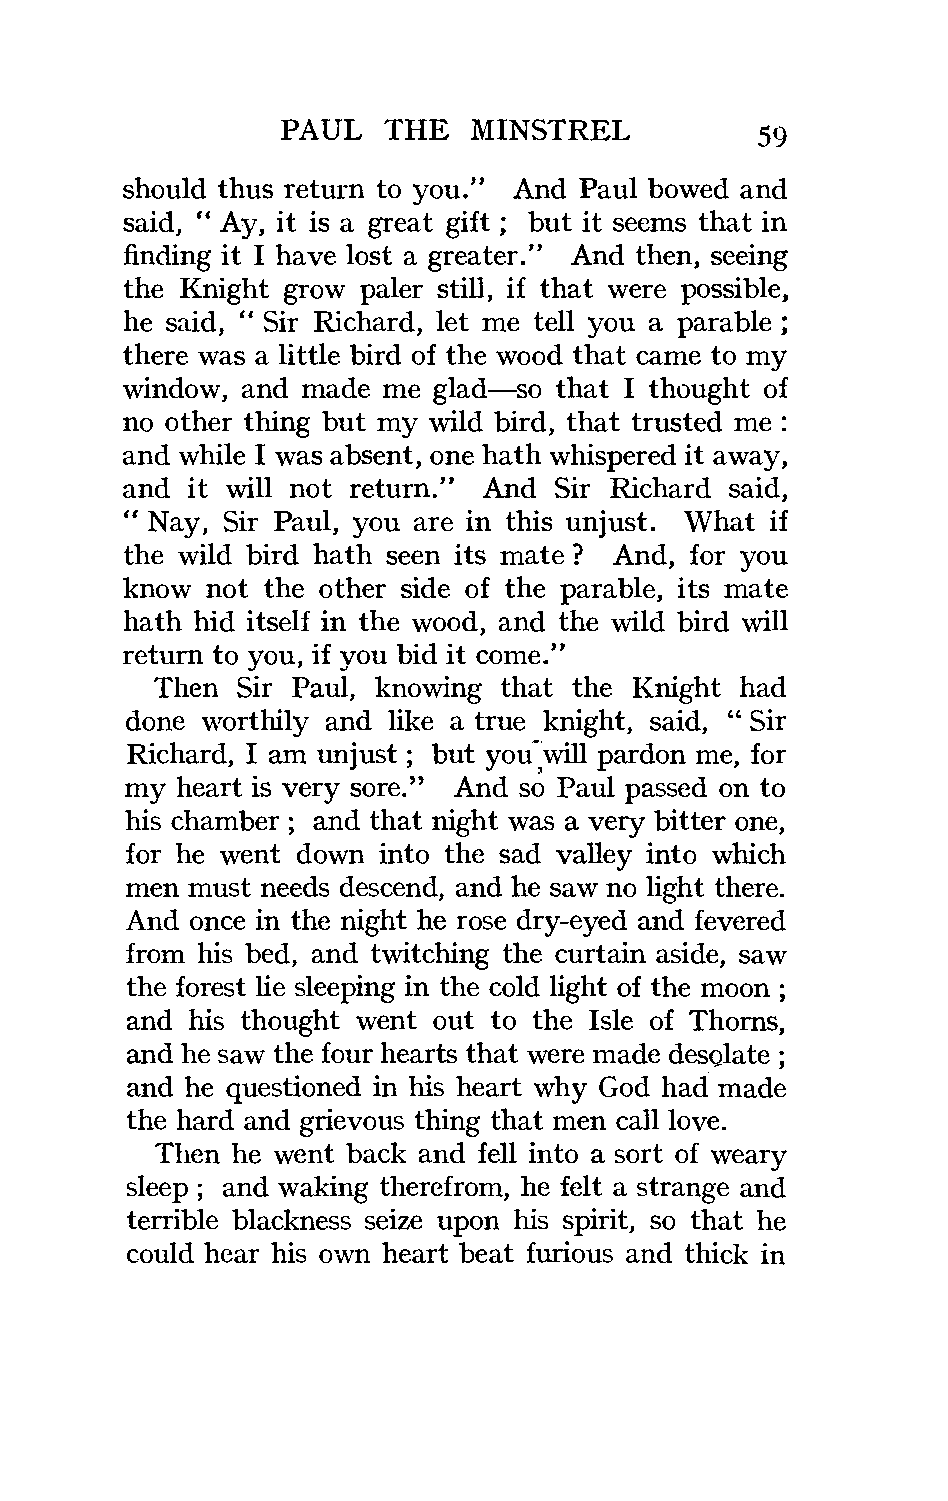 PAUL THE MINSTREL 59
should thus return to you.” And Paul bowed and
said, “ Ay, it is a great gift ; but it seems that in
finding it I have lost a greater.” And then, seeing
the Knight grow paler still, if that were possible,
he said, “ Sir Richard, let me tell you a parable ;
there was a little bird of the wood that came to my
window, and made me glad—so that I thought of
no other thing but my wild bird, that trusted me :
and while I was absent, one hath whispered it away,
and it will not return.” And Sir Richard said,
“ Nay, Sir Paul, you are in this unjust. What if
the wild bird hath seen its mate ? And, for you
know not the other side of the parable, its mate
hath hid itself in the wood, and the wild bird will
return to you, if you bid it come.”
Then Sir Paul, knowing that the Knight had
done worthily and like a true knight, said, “ Sir
Richard, I am unjust ; but you will pardon me, for
my heart is very sore.” And so Paul passed on to
his chamber ; and that night was a very bitter one,
for he went down into the sad valley into which
men must needs descend, and he saw no light there.
And once in the night he rose dry-eyed and fevered
from his bed, and twitching the curtain aside, saw
the forest lie sleeping in the cold light of the moon ;
and his thought went out to the Isle of Thorns,
and he saw the four hearts that were made desolate ;
and he questioned in his heart why God had made
the hard and grievous thing that men call love.
Then he went back and fell into a sort of weary
sleep ; and waking therefrom, he felt a strange and
terrible blackness seize upon his spirit, so that he
could hear his own heart beat furious and thick in